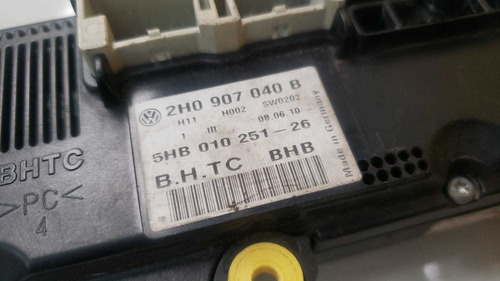 2H0 907 040 B
H11 H002 SW0202
I III 08 06 10
5HB 010 251-26
B.H.TC BHB
Made in Germany
BHTC
>PC<
4